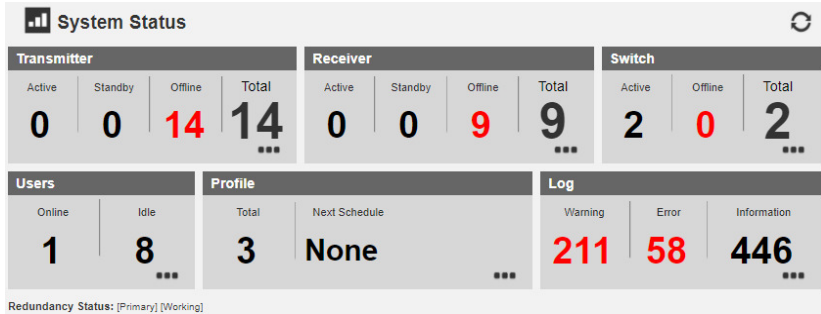 System Status
Transmitter Receiver Switch
Active Standby Offline Total Active Standby Offline Total Active Offline Total
0 0 14 14 0 0 9 9 2 0 2
Users Profile Log
Online Idle Total Next Schedule Warning Error Information
1 8 3 None 211 58 446
Redundancy Status: [Primary] [Working]